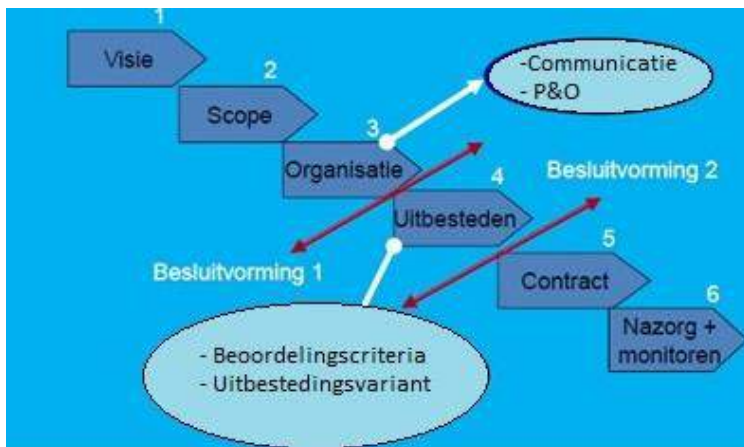 1
Visie
2
Scope
3
Organisatie
-Communicatie
- P&O
4
Uitbesteden
Besluitvorming 2
Besluitvorming 1
5
Contract
6
Nazorg +
monitoren
- Beoordelingscriteria
- Uitbestedingsvariant